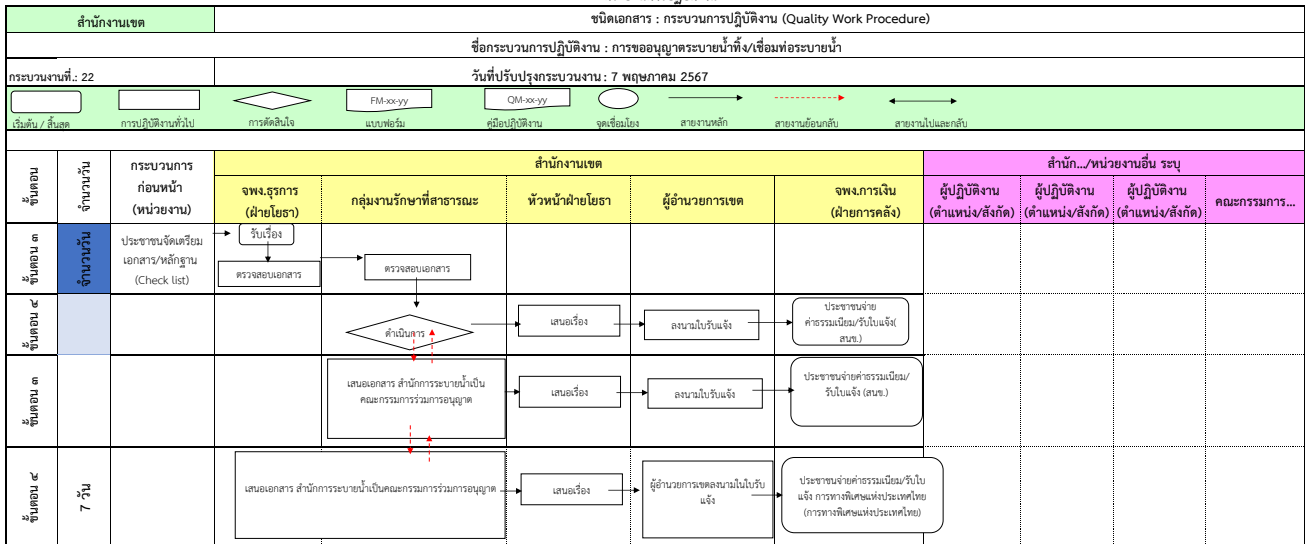 สำนักงานเขต
ชนิดเอกสาร : กระบวนการปฏิบัติงาน (Quality Work Procedure)
ชื่อกระบวนการปฏิบัติงาน : การขออนุญาตระบายน้ำทิ้ง/เชื่อมท่อระบายน้ำ
กระบวนงานที่.: 22
วันที่ปรับปรุงกระบวนงาน : 7 พฤษภาคม 2567
FM-xx-yy
QM-xx-yy
เริ่มต้น / สิ้นสุด
การปฏิบัติงานทั่วไป
การตัดสินใจ
แบบฟอร์ม
คู่มือปฏิบัติงาน
จุดเชื่อมโยง
สายงานหลัก
สายงานย้อนกลับ
สายงานไปและกลับ
ขั้นตอน
จำนวนวัน
กระบวนการ
ก่อนหน้า
(หน่วยงาน)
สำนักงานเขต
สำนัก.../หน่วยงานอื่น ระบุ
จพง.ธุรการ
(ฝ่ายโยธา)
กลุ่มงานรักษาที่สาธารณะ
หัวหน้าฝ่ายโยธา
ผู้อำนวยการเขต
จพง.การเงิน
(ฝ่ายการคลัง)
ผู้ปฏิบัติงาน
(ตำแหน่ง/สังกัด)
ผู้ปฏิบัติงาน
(ตำแหน่ง/สังกัด)
ผู้ปฏิบัติงาน
(ตำแหน่ง/สังกัด)
คณะกรรมการ...
ขั้นตอน ๓
จำนวนวัน
ประชาชนจัดเตรียม
เอกสาร/หลักฐาน
(Check list)
รับเรื่อง
ตรวจสอบเอกสาร
ตรวจสอบเอกสาร
ขั้นตอน ๔
ดำเนินการ
เสนอเรื่อง
ลงนามใบรับแจ้ง
ประชาชนจ่าย
ค่าธรรมเนียม/รับใบแจ้ง(
สนข.)
ขั้นตอน ๓
เสนอเอกสาร สำนักการระบายน้ำเป็น
คณะกรรมการร่วมการอนุญาต
เสนอเรื่อง
ลงนามใบรับแจ้ง
ประชาชนจ่ายค่าธรรมเนียม/
รับใบแจ้ง (สนข.)
ขั้นตอน ๔
7 วัน
เสนอเอกสาร สำนักการระบายน้ำเป็นคณะกรรมการร่วมการอนุญาต
เสนอเรื่อง
ผู้อำนวยการเขตลงนามในใบรับ
แจ้ง
ประชาชนจ่ายค่าธรรมเนียม/รับใบ
แจ้ง การทางพิเศษแห่งประเทศไทย
(การทางพิเศษแห่งประเทศไทย)